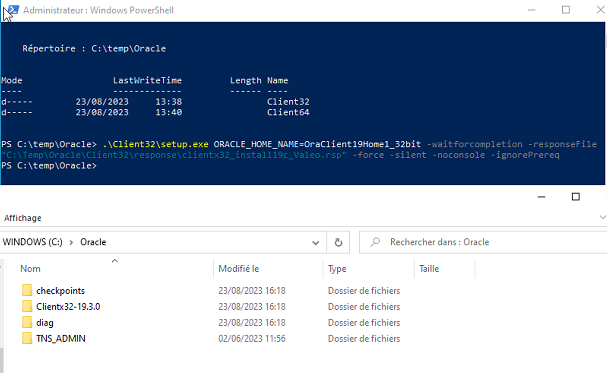 Administrateur : Windows PowerShell
Répertoire : C:\temp\Oracle
Mode LastWriteTime Length Name
---- ------------- ------ ----
d----- 23/08/2023 13:38 Client32
d----- 23/08/2023 13:40 Client64
PS C:\temp\Oracle> .\Client32\setup.exe ORACLE_HOME_NAME=OraClient19Home1_32bit -waitforcompletion -responseFile
"C:\Temp\Oracle\Client32\response\clientx32_install19c_Valeo.rsp" -force -silent -noconsole -ignorePrereq
PS C:\temp\Oracle>
Affichage
WINDOWS (C:) > Oracle
Rechercher dans : Oracle
Nom Modifié le Type Taille
checkpoints 23/08/2023 16:18 Dossier de fichiers
Clientx32-19.3.0 23/08/2023 16:18 Dossier de fichiers
diag 23/08/2023 16:18 Dossier de fichiers
TNS_ADMIN 02/06/2023 11:56 Dossier de fichiers